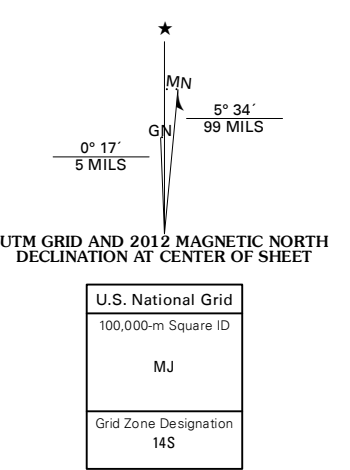 ★
MN
GN
5° 34´
99 MILS
0° 17´
5 MILS
UTM GRID AND 2012 MAGNETIC NORTH
DECLINATION AT CENTER OF SHEET
U.S. National Grid
100,000-m Square ID
MJ
Grid Zone Designation
14S